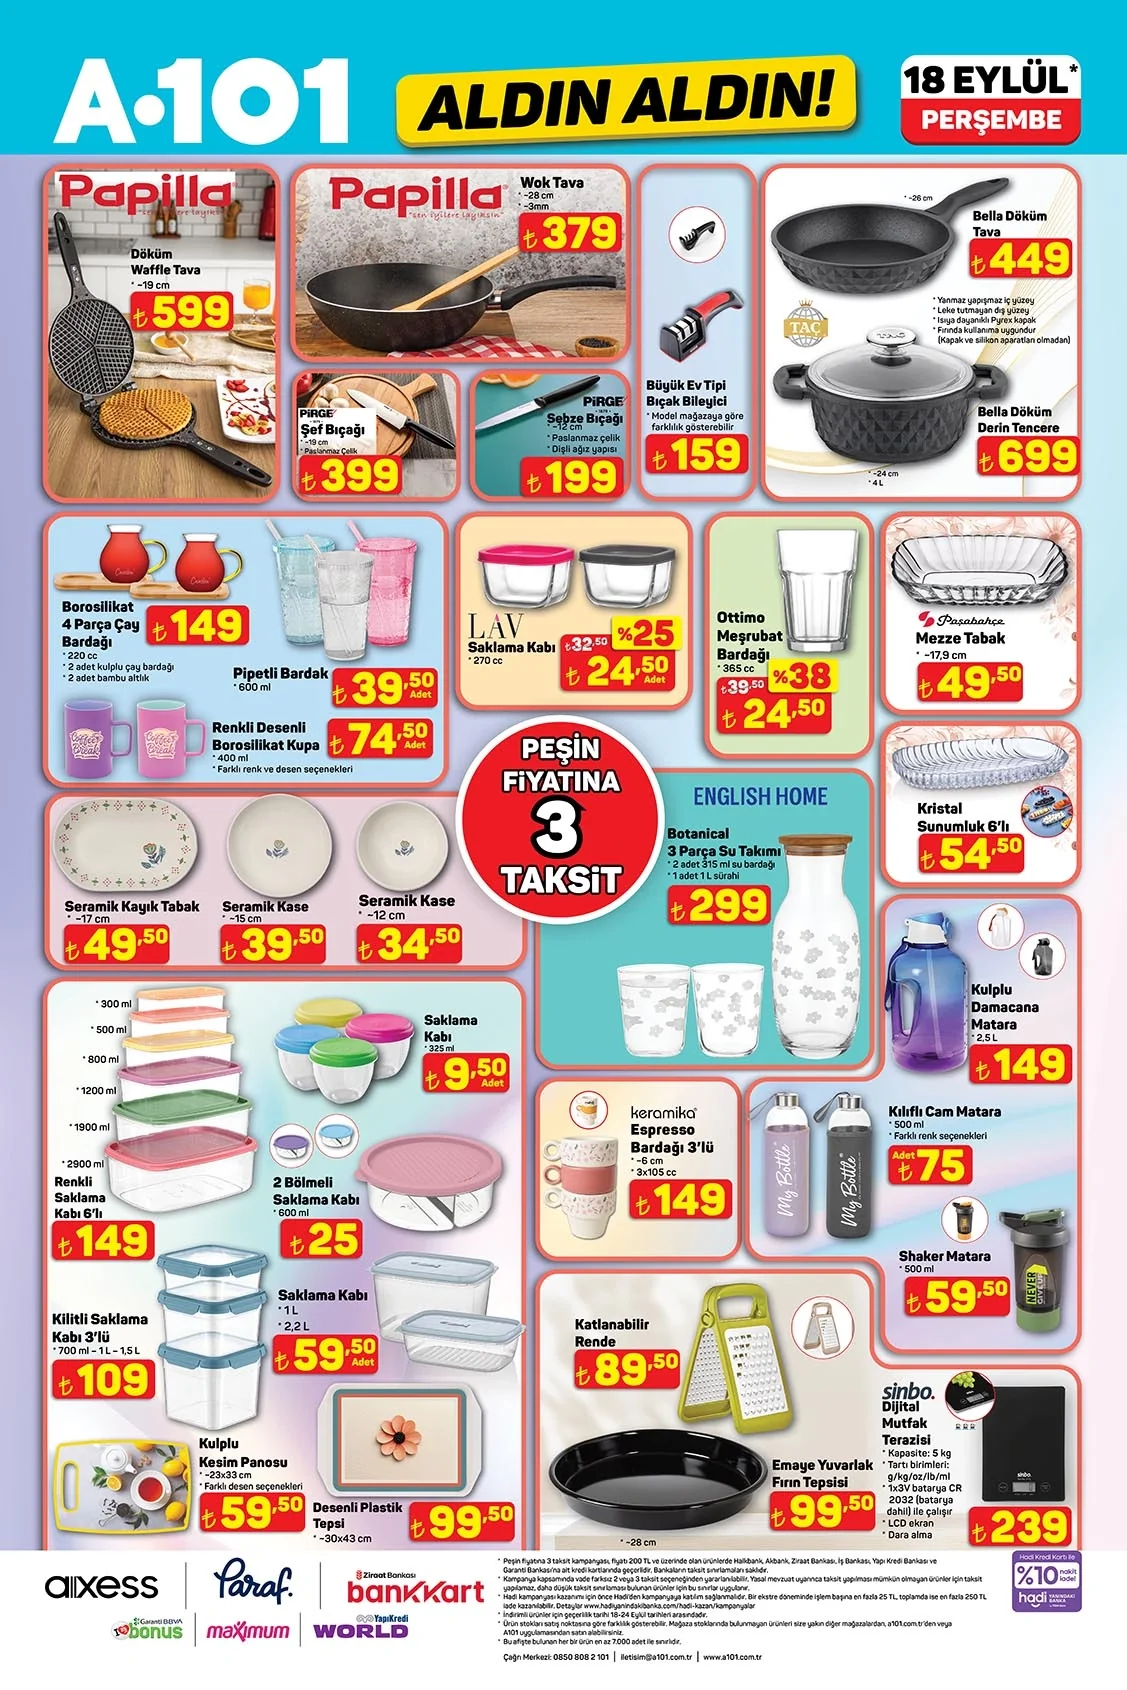 A•101
ALDIN ALDIN!
18 EYLÜL*
PERŞEMBE
Papilla
Döküm
Waffle Tava
* ~19 cm
₺599
Papilla
Wok Tava
* ~28 cm
* ~3mm
₺379
PiRGE
Şef Bıçağı
* ~19 cm
* Paslanmaz Çelik
₺399
PiRGE
Sebze Bıçağı
* ~12 cm
* Paslanmaz çelik
* Dişli ağız yapısı
₺199
Büyük Ev Tipi
Bıçak Bileyici
* Model mağazaya göre
farklılık gösterebilir
₺159
* ~26 cm
Bella Döküm
Tava
₺449
* Yanmaz yapışmaz iç yüzey
* Leke tutmayan dış yüzey
* Isıya dayanıklı Pyrex kapak
* Fırında kullanıma uygundur
(Kapak ve silikon aparatları olmadan)
TAÇ
Bella Döküm
Derin Tencere
₺699
* ~24 cm
* 4 L
Borosilikat
4 Parça Çay
Bardağı
₺149
* 220 cc
* 2 adet kulplu çay bardağı
* 2 adet bambu altlık
Pipetli Bardak
* 600 ml
₺39,50
Adet
Renkli Desenli
Borosilikat Kupa
* 400 ml
* Farklı renk ve desen seçenekleri
₺74,50
Adet
LAV
Saklama Kabı
* 270 cc
₺32,50
%25
₺24,50
Adet
Ottimo
Meşrubat
Bardağı
* 365 cc
₺39,50
%38
₺24,50
Paşabahçe
Mezze Tabak
* ~17,9 cm
₺49,50
Kristal
Sunumluk 6'lı
₺54,50
PEŞİN
FİYATINA
3
TAKSİT
Seramik Kayık Tabak
* ~17 cm
₺49,50
Seramik Kase
* ~15 cm
₺39,50
Seramik Kase
* ~12 cm
₺34,50
ENGLISH HOME
Botanical
3 Parça Su Takımı
* 2 adet 315 ml su bardağı
* 1 adet 1 L sürahi
₺299
Kulplu
Damacana
Matara
* 2,5 L
₺149
* 300 ml
* 500 ml
* 800 ml
* 1200 ml
* 1900 ml
* 2900 ml
Renkli
Saklama
Kabı 6'lı
₺149
Saklama
Kabı
* 325 ml
₺9,50
Adet
2 Bölmeli
Saklama Kabı
* 600 ml
₺25
Kilitli Saklama
Kabı 3'lü
* 700 ml - 1 L - 1,5 L
₺109
Saklama Kabı
* 1 L
* 2,2 L
₺59,50
Adet
keramika
Espresso
Bardağı 3'lü
* ~6 cm
* 3x105 cc
₺149
My Bottle
My Bottle
Kılıflı Cam Matara
* 500 ml
* Farklı renk seçenekleri
Adet
₺75
Shaker Matara
* 500 ml
₺59,50
Katlanabilir
Rende
₺89,50
Emaye Yuvarlak
Fırın Tepsisi
₺99,50
* ~28 cm
sinbo.
Dijital
Mutfak
Terazisi
* Kapasite: 5 kg
* Tartı birimleri:
g/kg/oz/lb/ml
* 1x3V batarya CR
2032 (batarya
dahil) ile çalışır
* LCD ekran
* Dara alma
₺239
Kulplu
Kesim Panosu
* ~23x33 cm
* Farklı desen seçenekleri
₺59,50
Desenli Plastik
Tepsi
* ~30x43 cm
₺99,50
axess
Paraf
Ziraat Bankası
bankkart
Garanti BBVA
bonus
maximum
YapıKredi
WORLD
* Peşin fiyatına 3 taksit kampanyası, fiyatı 200 TL ve üzerinde olan ürünlerde Halkbank, Akbank, Ziraat Bankası, İş Bankası, Yapı Kredi Bankası ve
Garanti Bankası'na ait kredi kartlarında geçerlidir. Bankaların taksit sınırlamaları saklıdır.
* Kampanya kapsamında vade farksız 2 veya 3 taksit seçeneğinden yararlanılabilir. Yasal mevzuat uyarınca taksit yapılması mümkün olmayan ürünler için taksit
yapılamaz, daha düşük taksit sınırlaması bulunan ürünler için bu sınırlar uygulanır.
* Hadi kampanyası kazanımı için önce Hadi'den kampanyaya katılım sağlanmalıdır. Bir ekstre döneminde işlem başına en fazla 25 TL, toplamda ise en fazla 250 TL
iade kazanılabilir. Detaylar www.hadiyanindakibanka.com/hadi-kazan/kampanyalar
* İndirimli ürünler için geçerlilik tarihi 18-24 Eylül tarihleri arasındadır.
* Ürün stokları satış noktasına göre farklılık gösterebilir. Mağaza stoklarında bulunmayan ürünleri size yakın diğer mağazalardan, a101.com.tr'den veya
A101 uygulamasından satın alabilirsiniz.
* Bu afişte bulunan her bir ürün en az 7.000 adet ile sınırlıdır.
Çağrı Merkezi: 0850 808 2 101 | iletisim@a101.com.tr | www.a101.com.tr
Hadi Kredi Kartı ile
%10 nakit
iade!
hadi